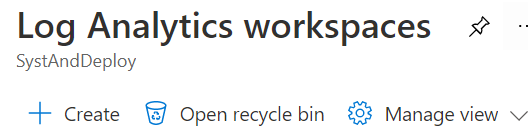 Log Analytics workspaces
SystAndDeploy
Create Open recycle bin Manage view